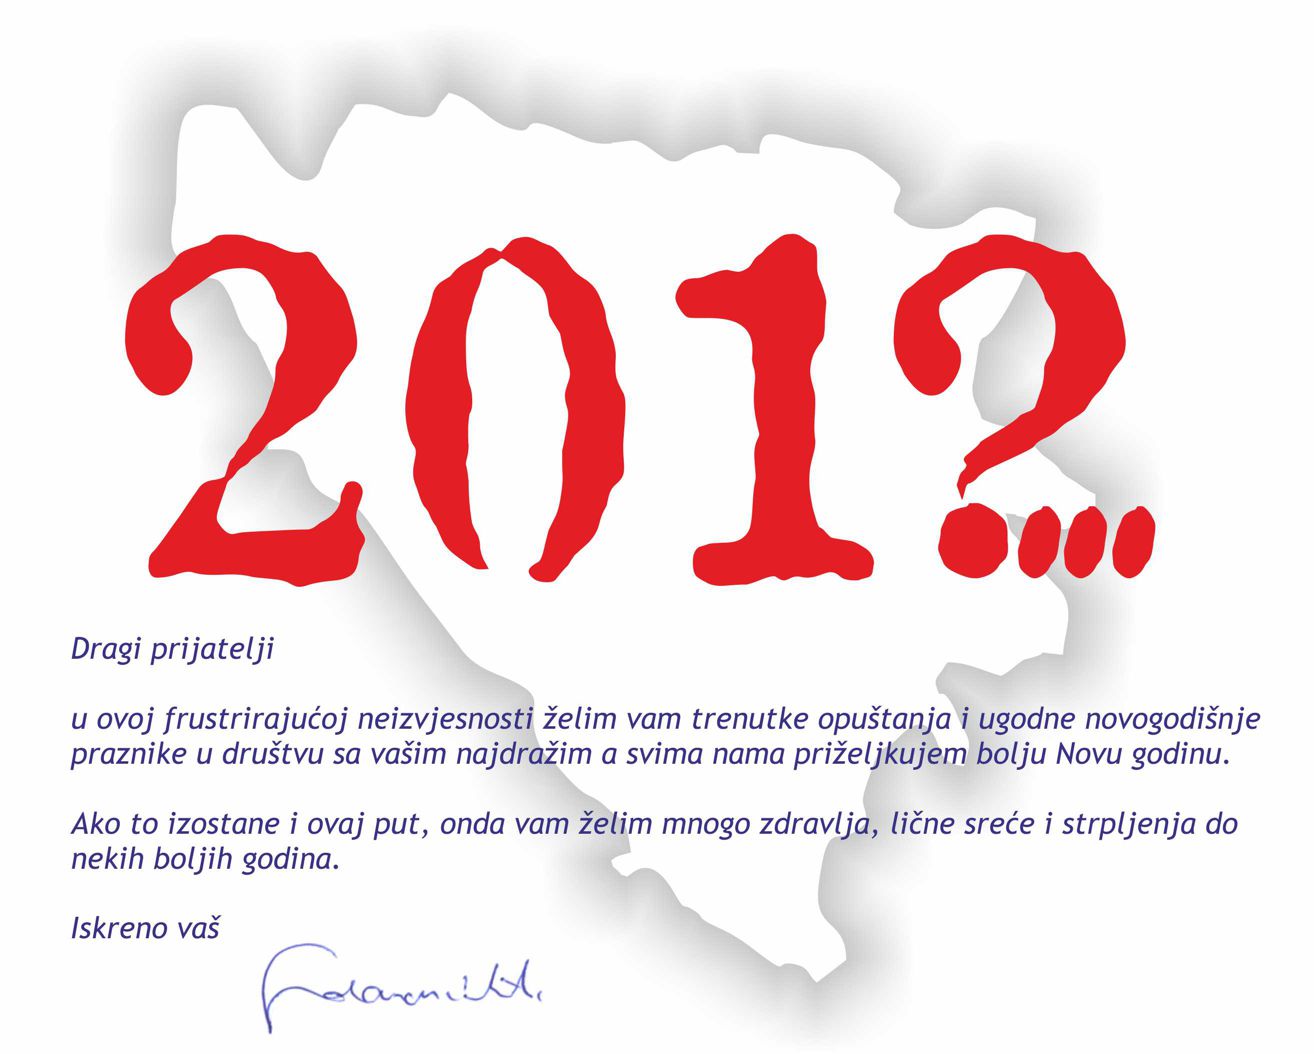 201?...
Dragi prijatelji
u ovoj frustrirajućoj neizvjesnosti želim vam trenutke opuštanja i ugodne novogodišnje
praznike u društvu sa vašim najdražim a svima nama priželjkujem bolju Novu godinu.
Ako to izostane i ovaj put, onda vam želim mnogo zdravlja, lične sreće i strpljenja do
nekih boljih godina.
Iskreno vaš